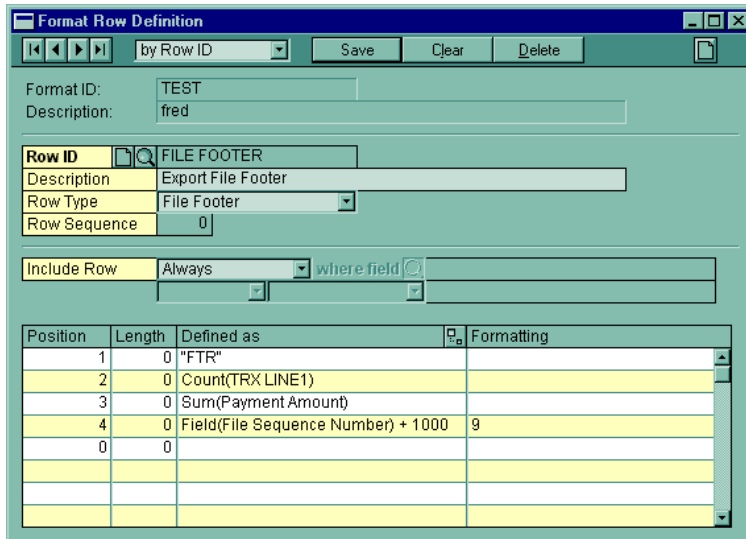 Format Row Definition
by Row ID Save Clear Delete
Format ID: TEST
Description: fred
Row ID FILE FOOTER
Description Export File Footer
Row Type File Footer
Row Sequence 0
Include Row Always where field
Position Length Defined as Formatting
1 0 "FTR"
2 0 Count(TRX LINE1)
3 0 Sum(Payment Amount)
4 0 Field(File Sequence Number) + 1000 9
0 0